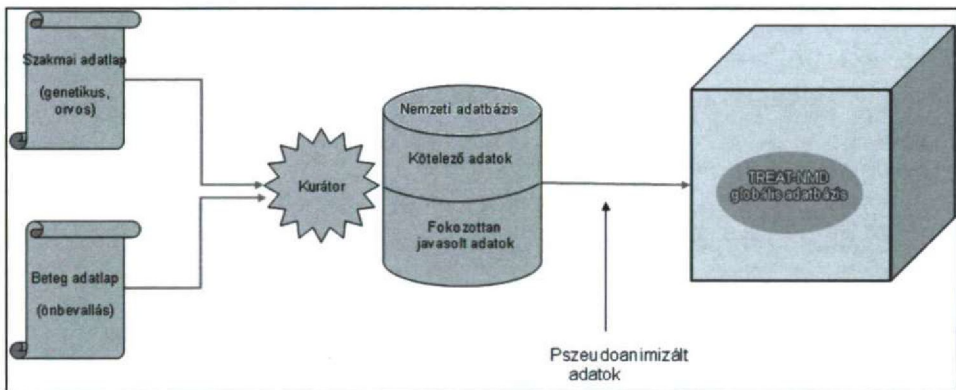 Szakmai adatlap
(genetikus,
orvos)
Beteg adatlap
(önbevallás)
Kurátor
Nemzeti adatbázis
Kötelező adatok
Fokozottan
javasolt adatok
TREAT-NMD
globális adatbázis
Pszeudoanimizált
adatok